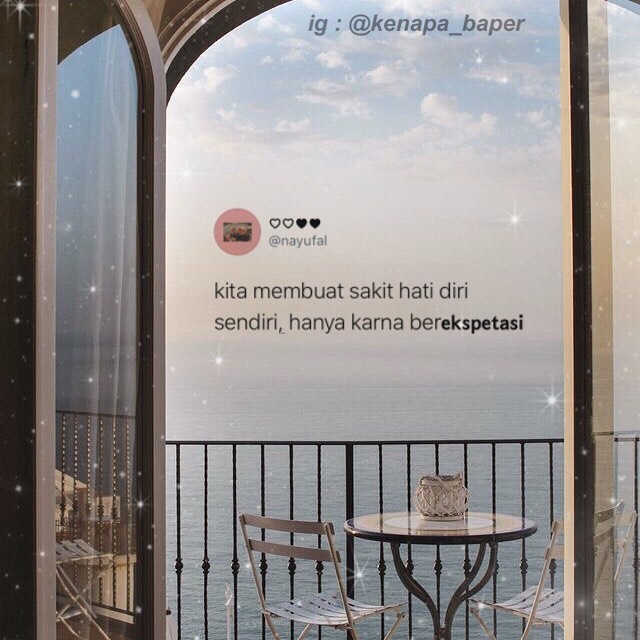 ig : @kenapa_baper
♡♡♥♥
@nayufal
kita membuat sakit hati diri
sendiri, hanya karna berekspetasi